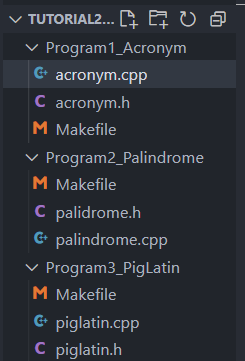 TUTORIAL2...
Program1_Acronym
acronym.cpp
acronym.h
Makefile
Program2_Palindrome
Makefile
palidrome.h
palindrome.cpp
Program3_PigLatin
Makefile
piglatin.cpp
piglatin.h